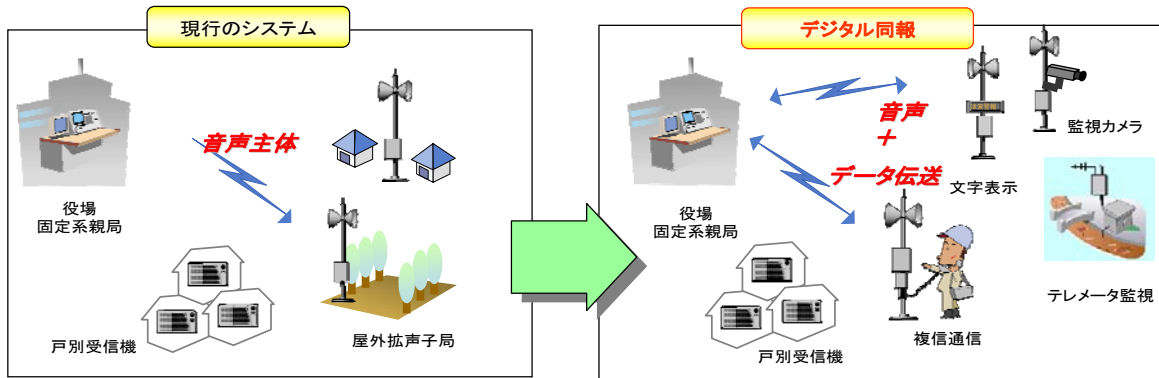 現行のシステム
役場
固定系親局
音声主体
戸別受信機
屋外拡声子局
デジタル同報
役場
固定系親局
音声
＋
データ伝送
文字表示
監視カメラ
テレメータ監視
複信通信
戸別受信機